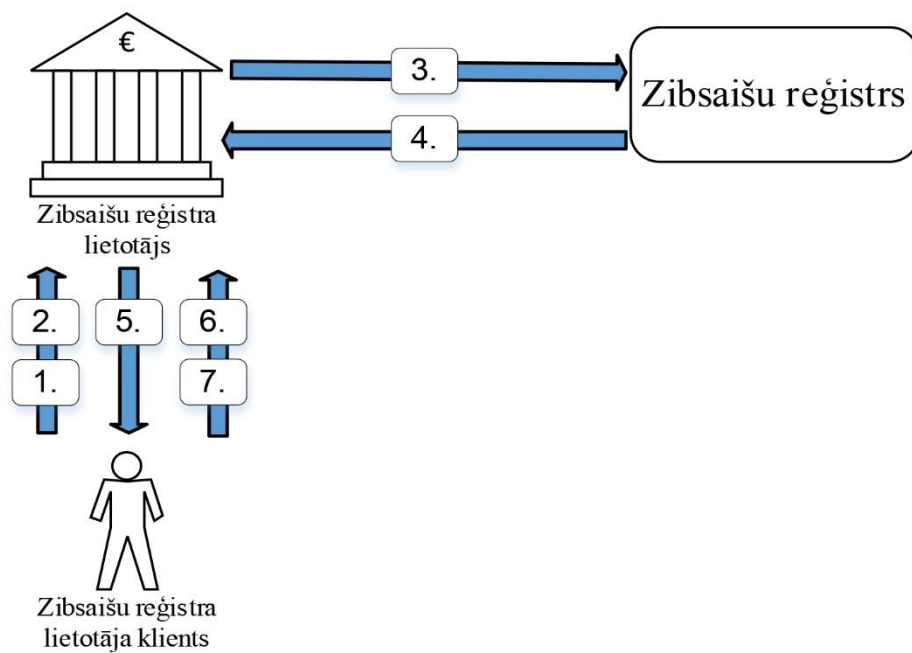 €
3.
Zibsaišu reģistrs
4.
Zibsaišu reģistra
lietotājs
2.
5.
6.
1.
7.
Zibsaišu reģistra
lietotāja klients